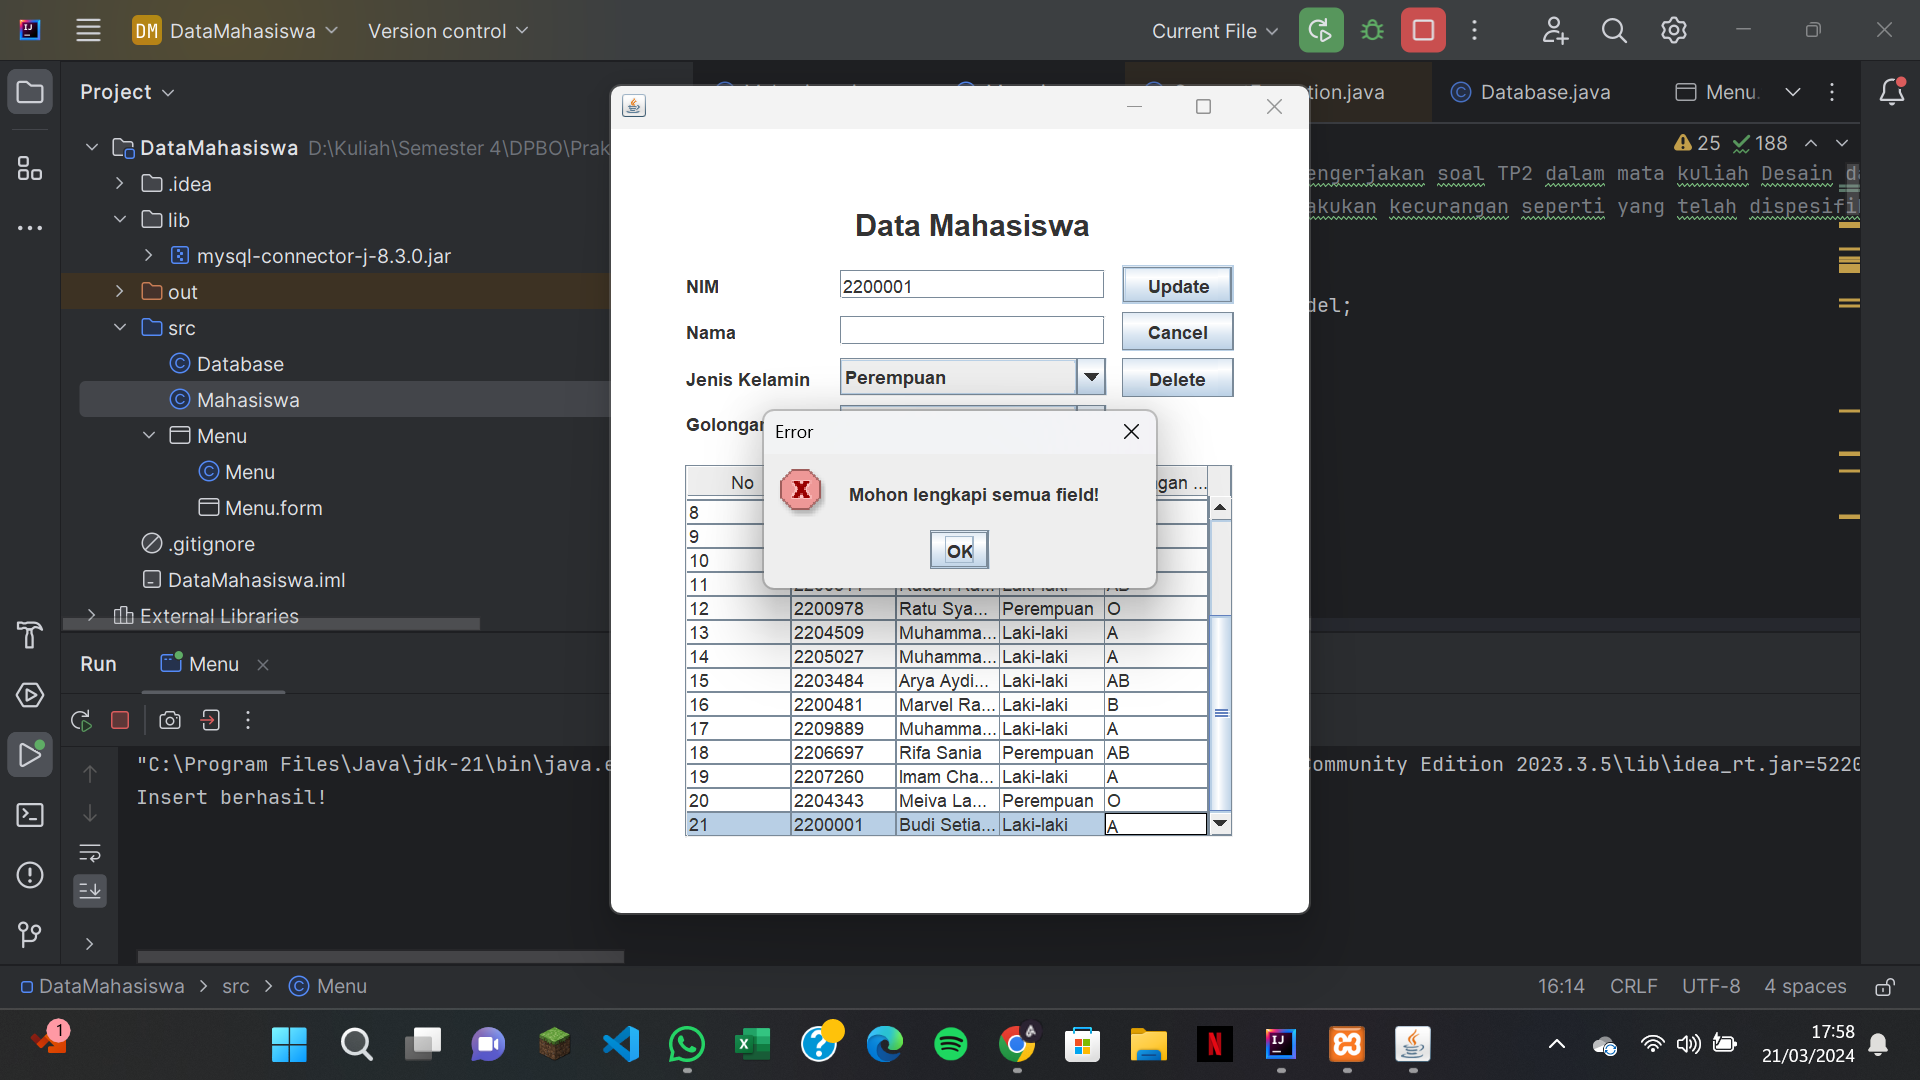 DM DataMahasiswa
Version control
Current File
Project
tion.java
Database.java
Menu.
DataMahasiswa D:\Kuliah\Semester 4\DPBO\Prak
25 188
.idea
lib
mysql-connector-j-8.3.0.jar
out
src
Database
Mahasiswa
Menu
Menu
Menu.form
.gitignore
DataMahasiswa.iml
External Libraries
engerjakan soal TP2 dalam mata kuliah Desain
akukan kecurangan seperti yang telah dispesifi
del;
Data Mahasiswa
NIM 2200001 Update
Nama Cancel
Jenis Kelamin Perempuan Delete
Golongan
Error
Mohon lengkapi semua field!
OK
No gan ...
8
9
10
11
12 2200978 Ratu Sya... Perempuan O
13 2204509 Muhamma... Laki-laki A
14 2205027 Muhamma... Laki-laki A
15 2203484 Arya Aydi... Laki-laki AB
16 2200481 Marvel Ra... Laki-laki B
17 2209889 Muhamma... Laki-laki A
18 2206697 Rifa Sania Perempuan AB
19 2207260 Imam Cha... Laki-laki A
20 2204343 Meiva La... Perempuan O
21 2200001 Budi Setia... Laki-laki A
Run Menu
"C:\Program Files\Java\jdk-21\bin\java.e
ommunity Edition 2023.3.5\lib\idea_rt.jar=5220
Insert berhasil!
DataMahasiswa > src > Menu
16:14 CRLF UTF-8 4 spaces
1
17:58
21/03/2024